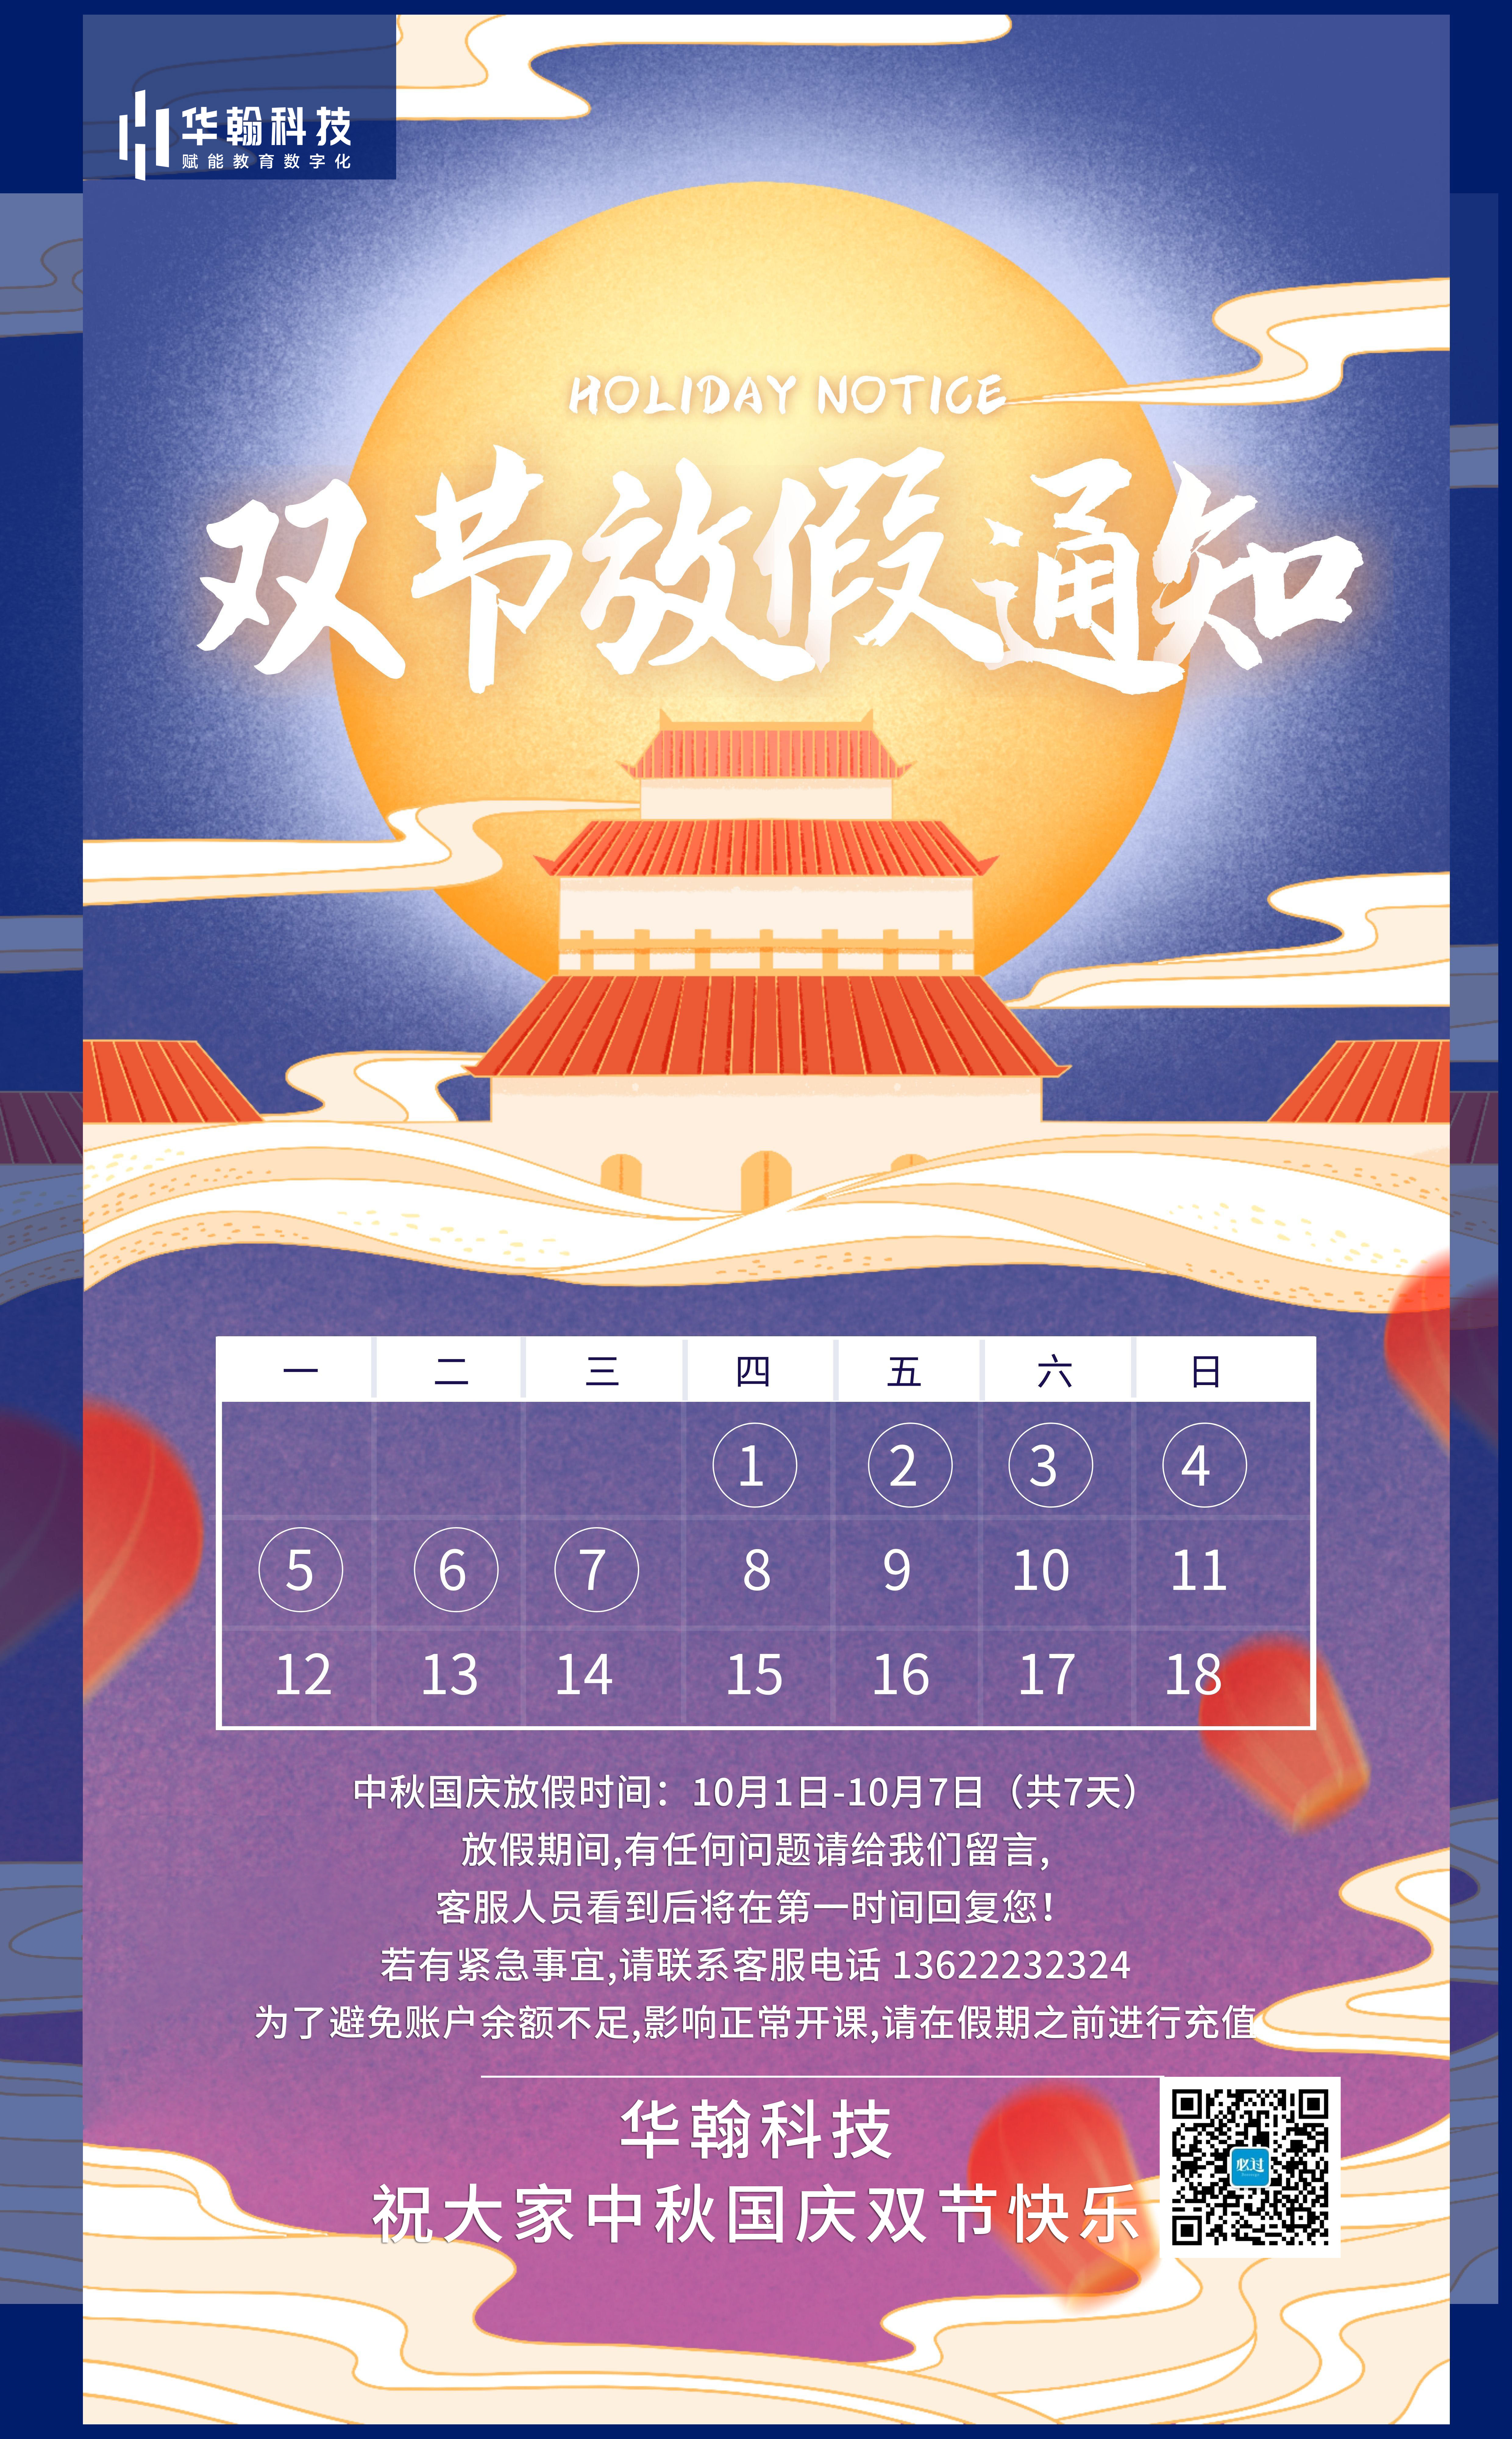 华翰科技
赋能教育数字化
HOLIDAY NOTICE
双节放假通知
一 二 三 四 五 六 日
1 2 3 4
5 6 7 8 9 10 11
12 13 14 15 16 17 18
中秋国庆放假时间：10月1日-10月7日（共7天）
放假期间,有任何问题请给我们留言,
客服人员看到后将在第一时间回复您！
若有紧急事宜,请联系客服电话 13622232324
为了避免账户余额不足,影响正常开课,请在假期之前进行充值
华翰科技
祝大家中秋国庆双节快乐
必过